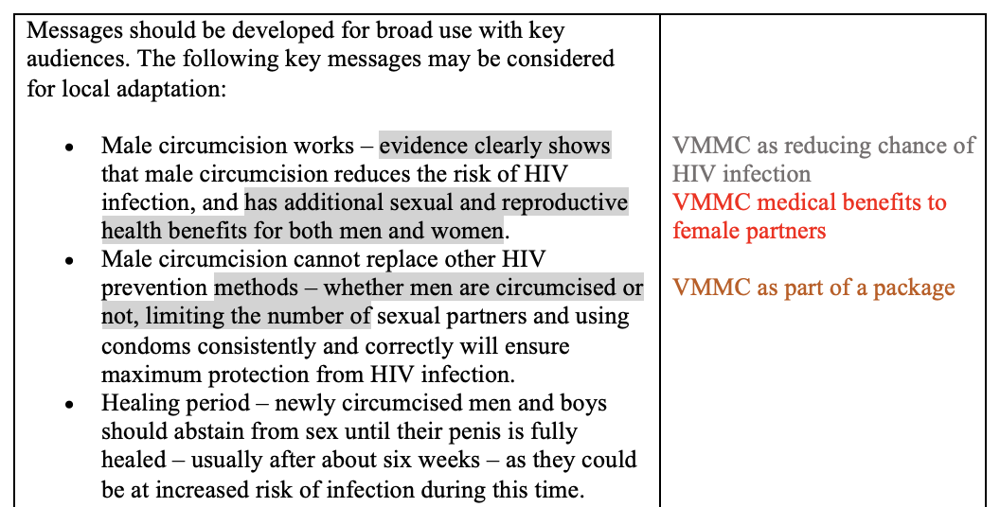 Messages should be developed for broad use with key
audiences. The following key messages may be considered
for local adaptation:
• Male circumcision works – evidence clearly shows
that male circumcision reduces the risk of HIV
infection, and has additional sexual and reproductive
health benefits for both men and women.
• Male circumcision cannot replace other HIV
prevention methods – whether men are circumcised or
not, limiting the number of sexual partners and using
condoms consistently and correctly will ensure
maximum protection from HIV infection.
• Healing period – newly circumcised men and boys
should abstain from sex until their penis is fully
healed – usually after about six weeks – as they could
be at increased risk of infection during this time.
VMMC as reducing chance of
HIV infection
VMMC medical benefits to
female partners
VMMC as part of a package